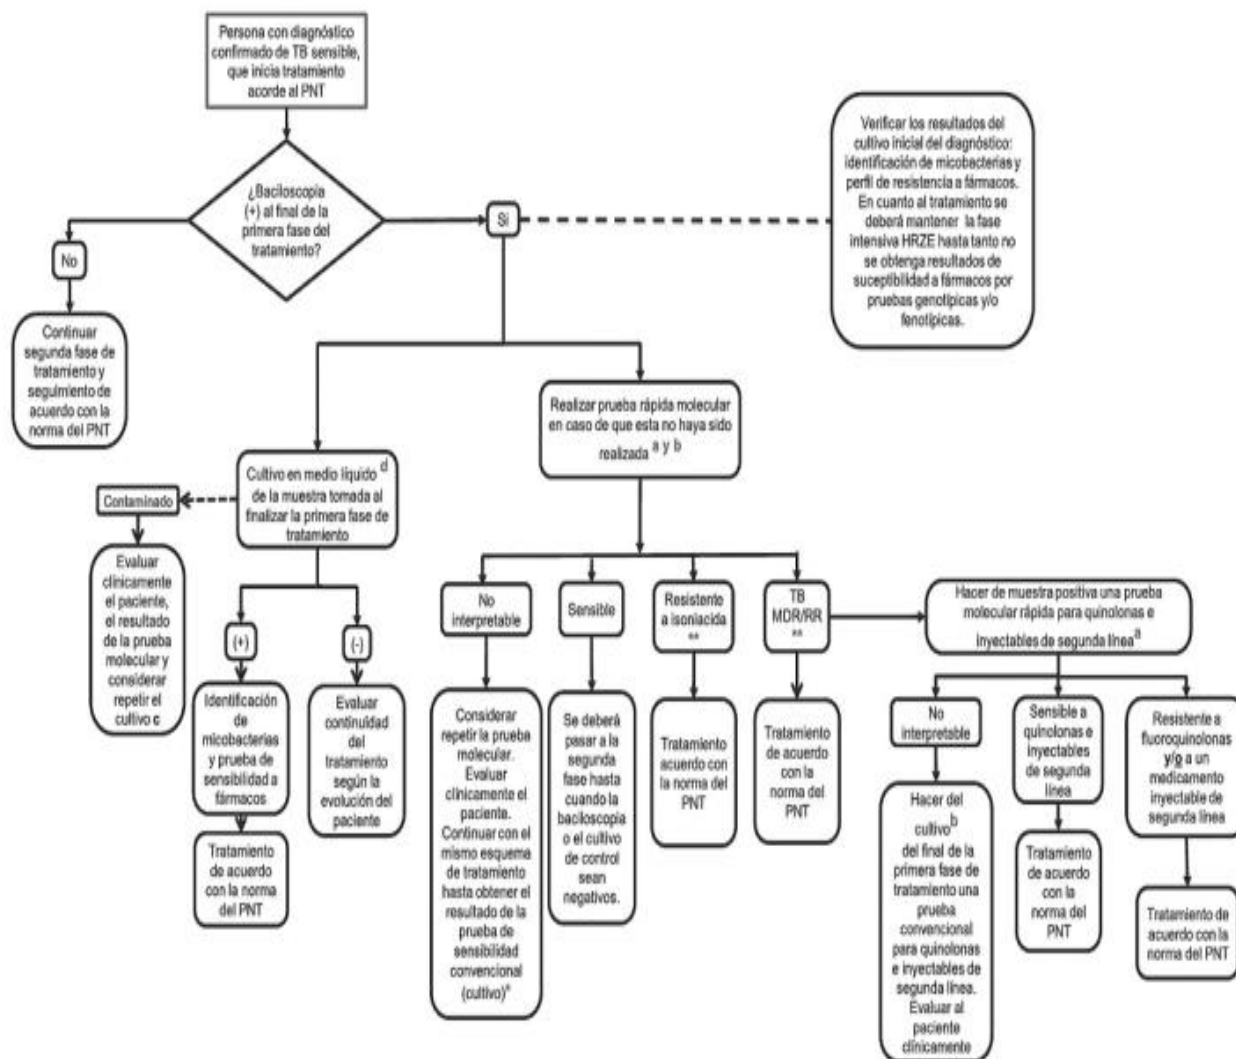 Persona con diagnóstico
confirmado de TB sensible,
que inicia tratamiento
acorde al PNT
¿Baciloscopia
(+) al final de la
primera fase del
tratamiento?
Si
No
Verificar los resultados del
cultivo inicial del diagnóstico:
identificación de micobacterias y
perfil de resistencia a fármacos.
En cuanto al tratamiento se
deberá mantener la fase
intensiva HRZE hasta tanto no
se obtenga resultados de
suceptibilidad a fármacos por
pruebas genotípicas y/o
fenotípicas.
Continuar
segunda fase de
tratamiento y
seguimiento de
acuerdo con la
norma del PNT
Realizar prueba rápida molecular
en caso de que esta no haya sido
realizada a y b
Cultivo en medio líquido d
de la muestra tomada al
finalizar la primera fase de
tratamiento
Contaminado
Evaluar
clínicamente
el paciente,
el resultado
de la prueba
molecular y
considerar
repetir el
cultivo c
(+)
(-)
Identificación
de
micobacterias
y prueba de
sensibilidad a
fármacos
Evaluar
continuidad
del
tratamiento
según la
evolución del
paciente
Tratamiento
de acuerdo
con la norma
del PNT
No
interpretable
Sensible
Resistente
a isoniacida
**
TB
MDR/RR
**
Hacer de muestra positiva una prueba
molecular rápida para quinolonas e
inyectables de segunda línea a
Considerar
repetir la prueba
molecular.
Evaluar
clínicamente el
paciente.
Continuar con el
mismo esquema
de tratamiento
hasta obtener el
resultado de la
prueba de
sensibilidad
convencional
(cultivo)*
Se deberá
pasar a la
segunda
fase hasta
cuando la
baciloscopia
o el cultivo
de control
sean
negativos.
Tratamiento
acuerdo con
la norma del
PNT
Tratamiento
de acuerdo
con la
norma del
PNT
No
interpretable
Sensible a
quinolonas e
inyectables
de segunda
línea
Resistente a
fluoroquinolonas
y/o a un
medicamento
inyectable de
segunda línea
Hacer del
cultivo b
del final de la
primera fase de
tratamiento una
prueba
convencional
para quinolonas
e inyectables de
segunda línea.
Evaluar al
paciente
clínicamente
Tratamiento
de acuerdo
con la
norma del
PNT
Tratamiento de
acuerdo con la
norma del PNT